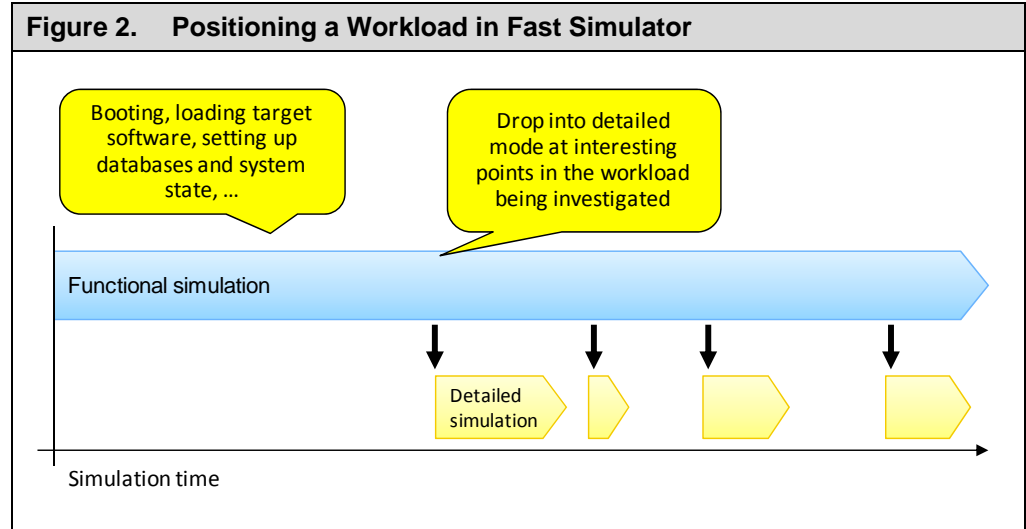 Figure 2. Positioning a Workload in Fast Simulator
Booting, loading target
software, setting up
databases and system
state, …
Drop into detailed
mode at interesting
points in the workload
being investigated
Functional simulation
Detailed
simulation
Simulation time